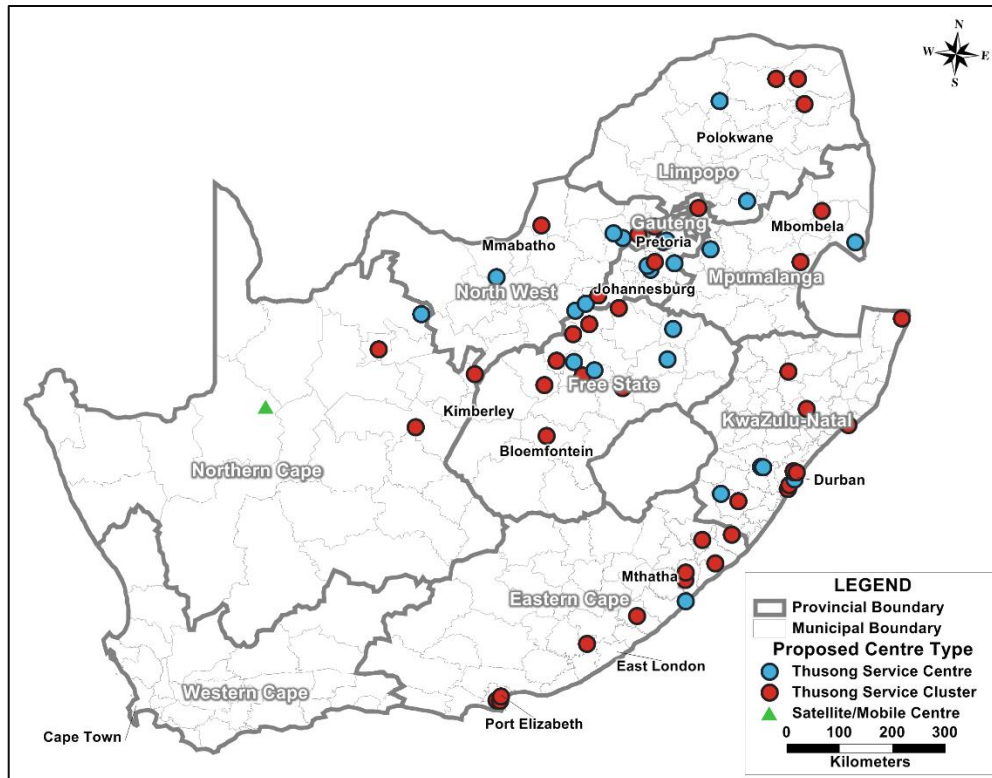 N
W E
S
Polokwane
Limpopo
Gauteng
Pretoria
Mbombela
Mmabatho
Mpumalanga
North West
Johannesburg
Free State
Kimberley
KwaZulu-Natal
Bloemfontein
Northern Cape
Durban
Mthatha
Eastern Cape
East London
Western Cape
Port Elizabeth
Cape Town
LEGEND
Provincial Boundary
Municipal Boundary
Proposed Centre Type
Thusong Service Centre
Thusong Service Cluster
Satellite/Mobile Centre
0 100 200 300
Kilometers